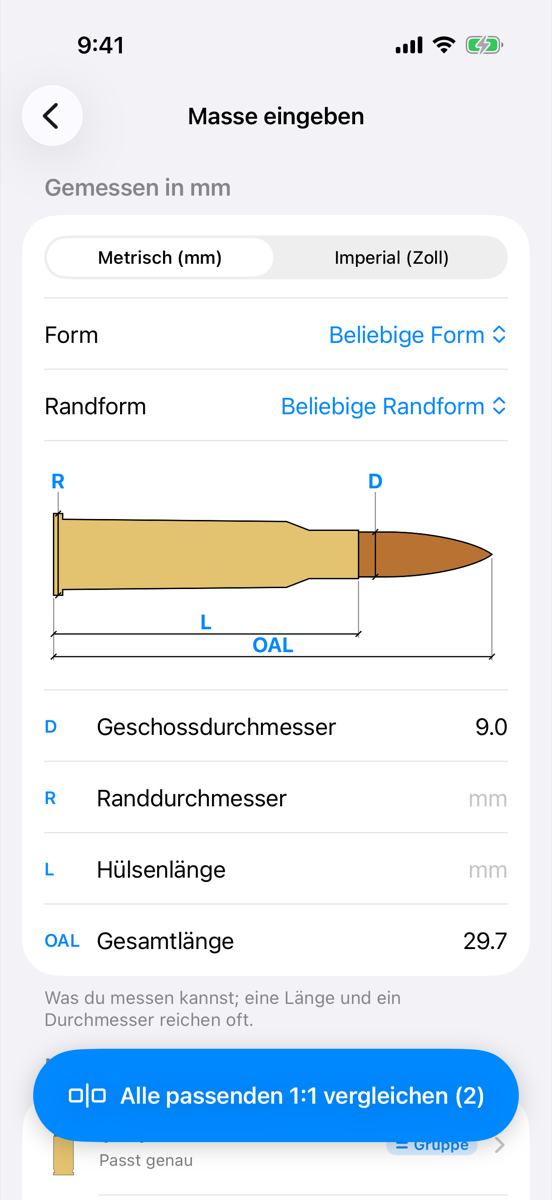 9:41
Masse eingeben
Gemessen in mm
Metrisch (mm) Imperial (Zoll)
Form Beliebige Form
Randform Beliebige Randform
R D
L
OAL
D Geschossdurchmesser 9.0
R Randdurchmesser mm
L Hülsenlänge mm
OAL Gesamtlänge 29.7
Was du messen kannst; eine Länge und ein
Durchmesser reichen oft.
Alle passenden 1:1 vergleichen (2)
= Gruppe
Passt genau